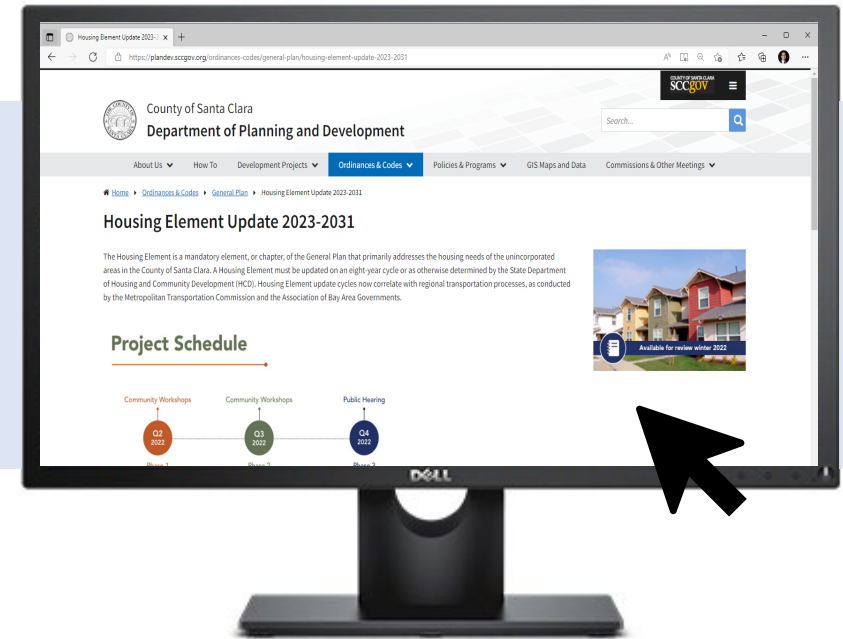 Housing Element Update 2023-2
https://plandev.sccgov.org/ordinances-codes/general-plan/housing-element-update-2023-2031
COUNTY OF SANTA CLARA
SCCGOV
County of Santa Clara
Department of Planning and Development
Search...
About Us
How To
Development Projects
Ordinances & Codes
Policies & Programs
GIS Maps and Data
Commissions & Other Meetings
Home
Ordinances & Codes
General Plan
Housing Element Update 2023-2031
Housing Element Update 2023-2031
The Housing Element is a mandatory element, or chapter, of the General Plan that primarily addresses the housing needs of the unincorporated
areas in the County of Santa Clara. A Housing Element must be updated on an eight-year cycle or as otherwise determined by the State Department
of Housing and Community Development (HCD). Housing Element update cycles now correlate with regional transportation processes, as conducted
by the Metropolitan Transportation Commission and the Association of Bay Area Governments.
Available for review winter 2022
Project Schedule
Community Workshops
Community Workshops
Public Hearing
Q2
2022
Q3
2022
Q4
2022
DELL